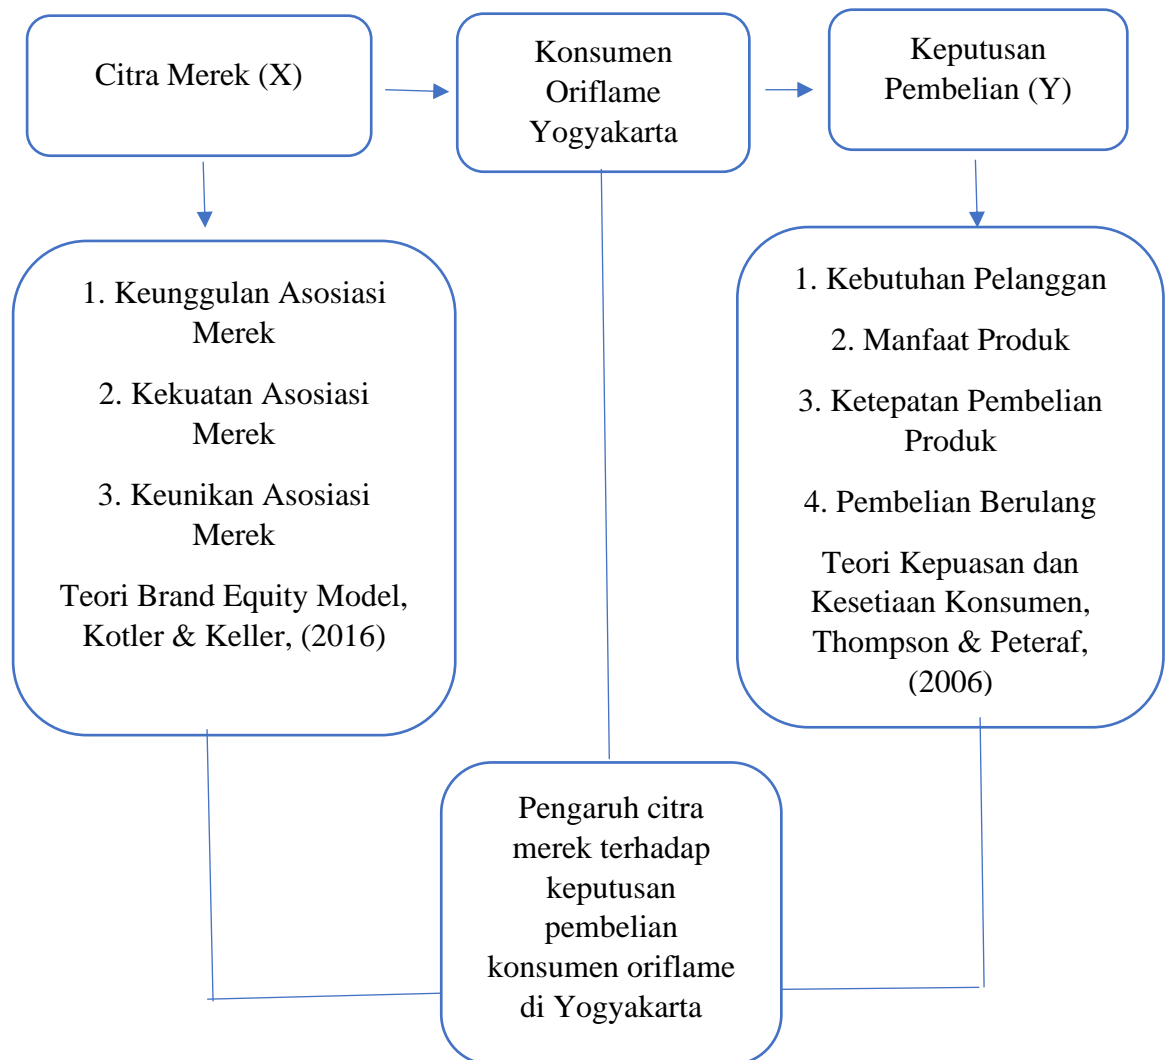 Citra Merek (X)
Konsumen
Oriflame
Yogyakarta
Keputusan
Pembelian (Y)
1. Keunggulan Asosiasi
Merek
2. Kekuatan Asosiasi
Merek
3. Keunikan Asosiasi
Merek
Teori Brand Equity Model,
Kotler & Keller, (2016)
1. Kebutuhan Pelanggan
2. Manfaat Produk
3. Ketepatan Pembelian
Produk
4. Pembelian Berulang
Teori Kepuasan dan
Kesetiaan Konsumen,
Thompson & Peteraf,
(2006)
Pengaruh citra
merek terhadap
keputusan
pembelian
konsumen oriflame
di Yogyakarta